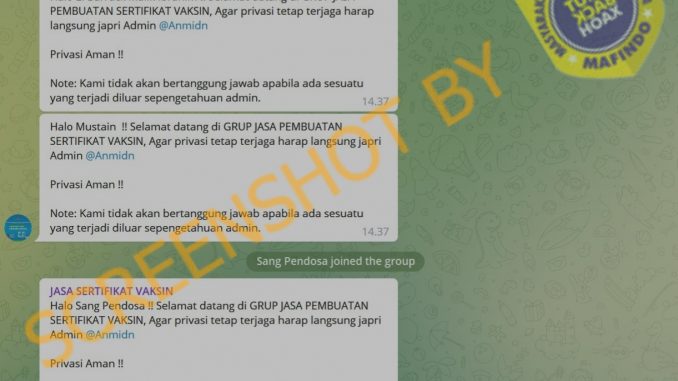 PEMBUATAN SERTIFIKAT VAKSIN, Agar privasi tetap terjaga harap
langsung japri Admin @Anmidn
Privasi Aman !!
Note: Kami tidak akan bertanggung jawab apabila ada sesuatu
yang terjadi diluar sepengetahuan admin.
14.37
Halo Mustain !! Selamat datang di GRUP JASA PEMBUATAN
SERTIFIKAT VAKSIN, Agar privasi tetap terjaga harap langsung japri
Admin @Anmidn
Privasi Aman !!
Note: Kami tidak akan bertanggung jawab apabila ada sesuatu
yang terjadi diluar sepengetahuan admin.
14.37
Sang Pendosa joined the group
JASA SERTIFIKAT VAKSIN
Halo Sang Pendosa !! Selamat datang di GRUP JASA PEMBUATAN
SERTIFIKAT VAKSIN, Agar privasi tetap terjaga harap langsung japri
Admin @Anmidn
Privasi Aman !!
SCREENSHOT BY
HOAX
MAFINDO